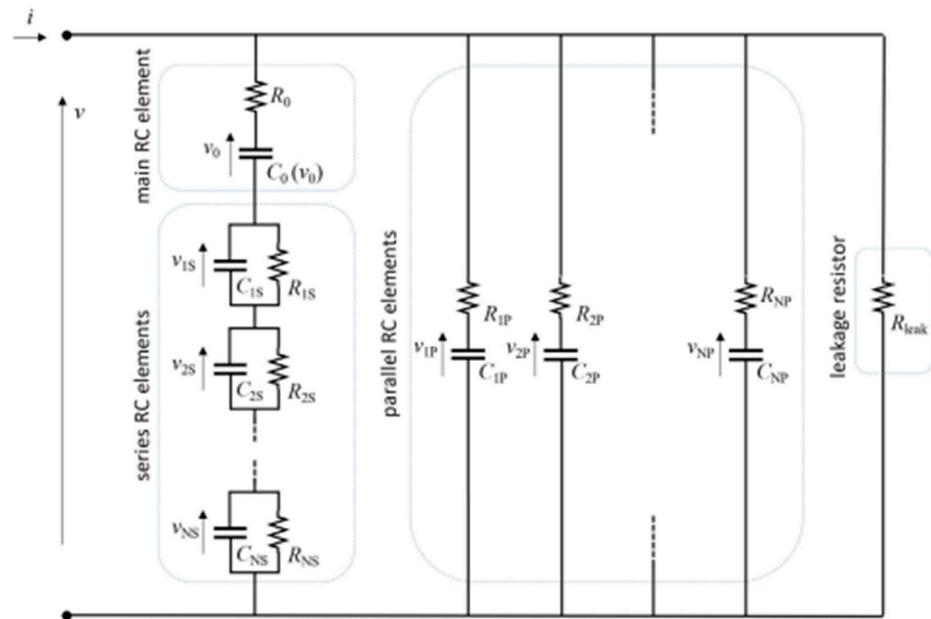 i
v
main RC element
R0
v0
C0 (v0)
series RC elements
v1S
C1S
R1S
v2S
C2S
R2S
vNS
CNS
RNS
parallel RC elements
R1P
v1P
C1P
R2P
v2P
C2P
RNP
vNP
CNP
leakage resistor
Rleak